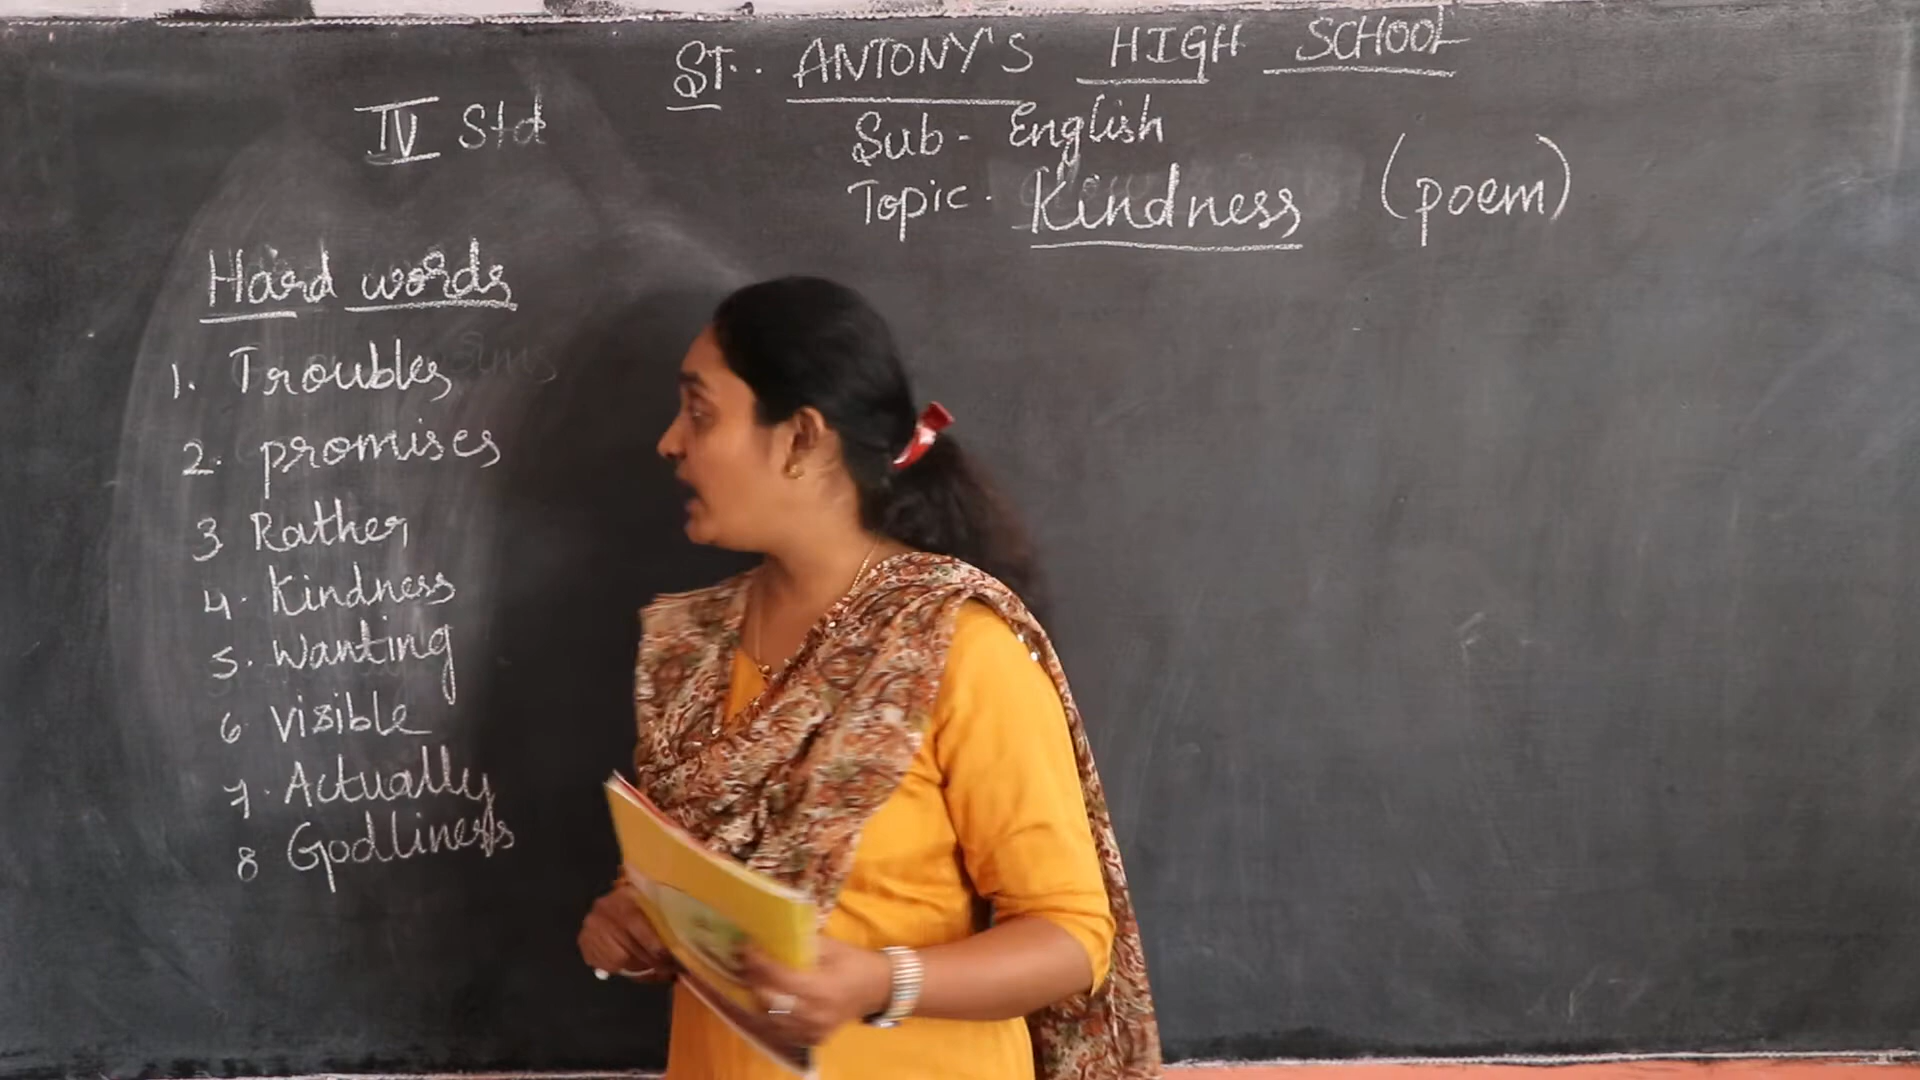 ST. ANTONY'S HIGH SCHOOL
IV Std
Sub - English
Topic - Kindness (poem)
Hard words
1. Troubles
2. promises
3 Rather
4. Kindness
5. Wanting
6 Visible
7. Actually
8 Godliness